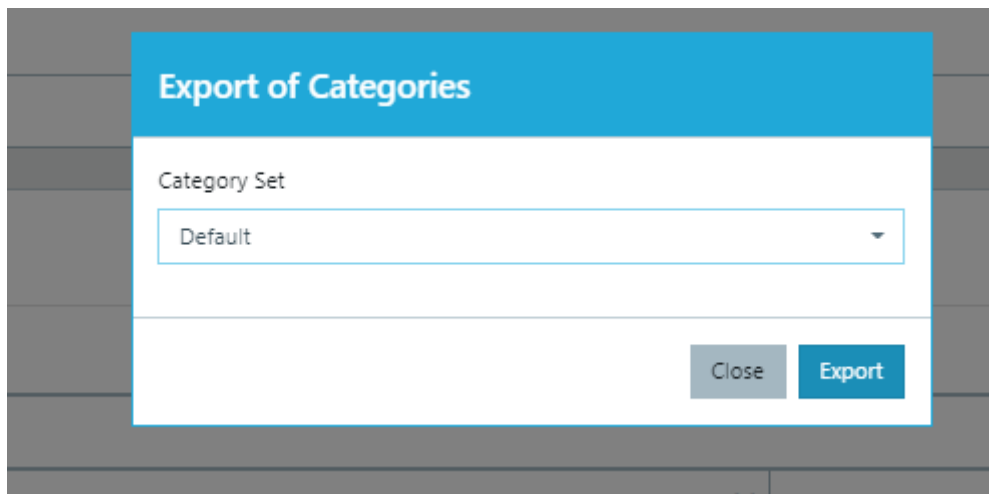 Export of Categories
Category Set
Default
Close Export